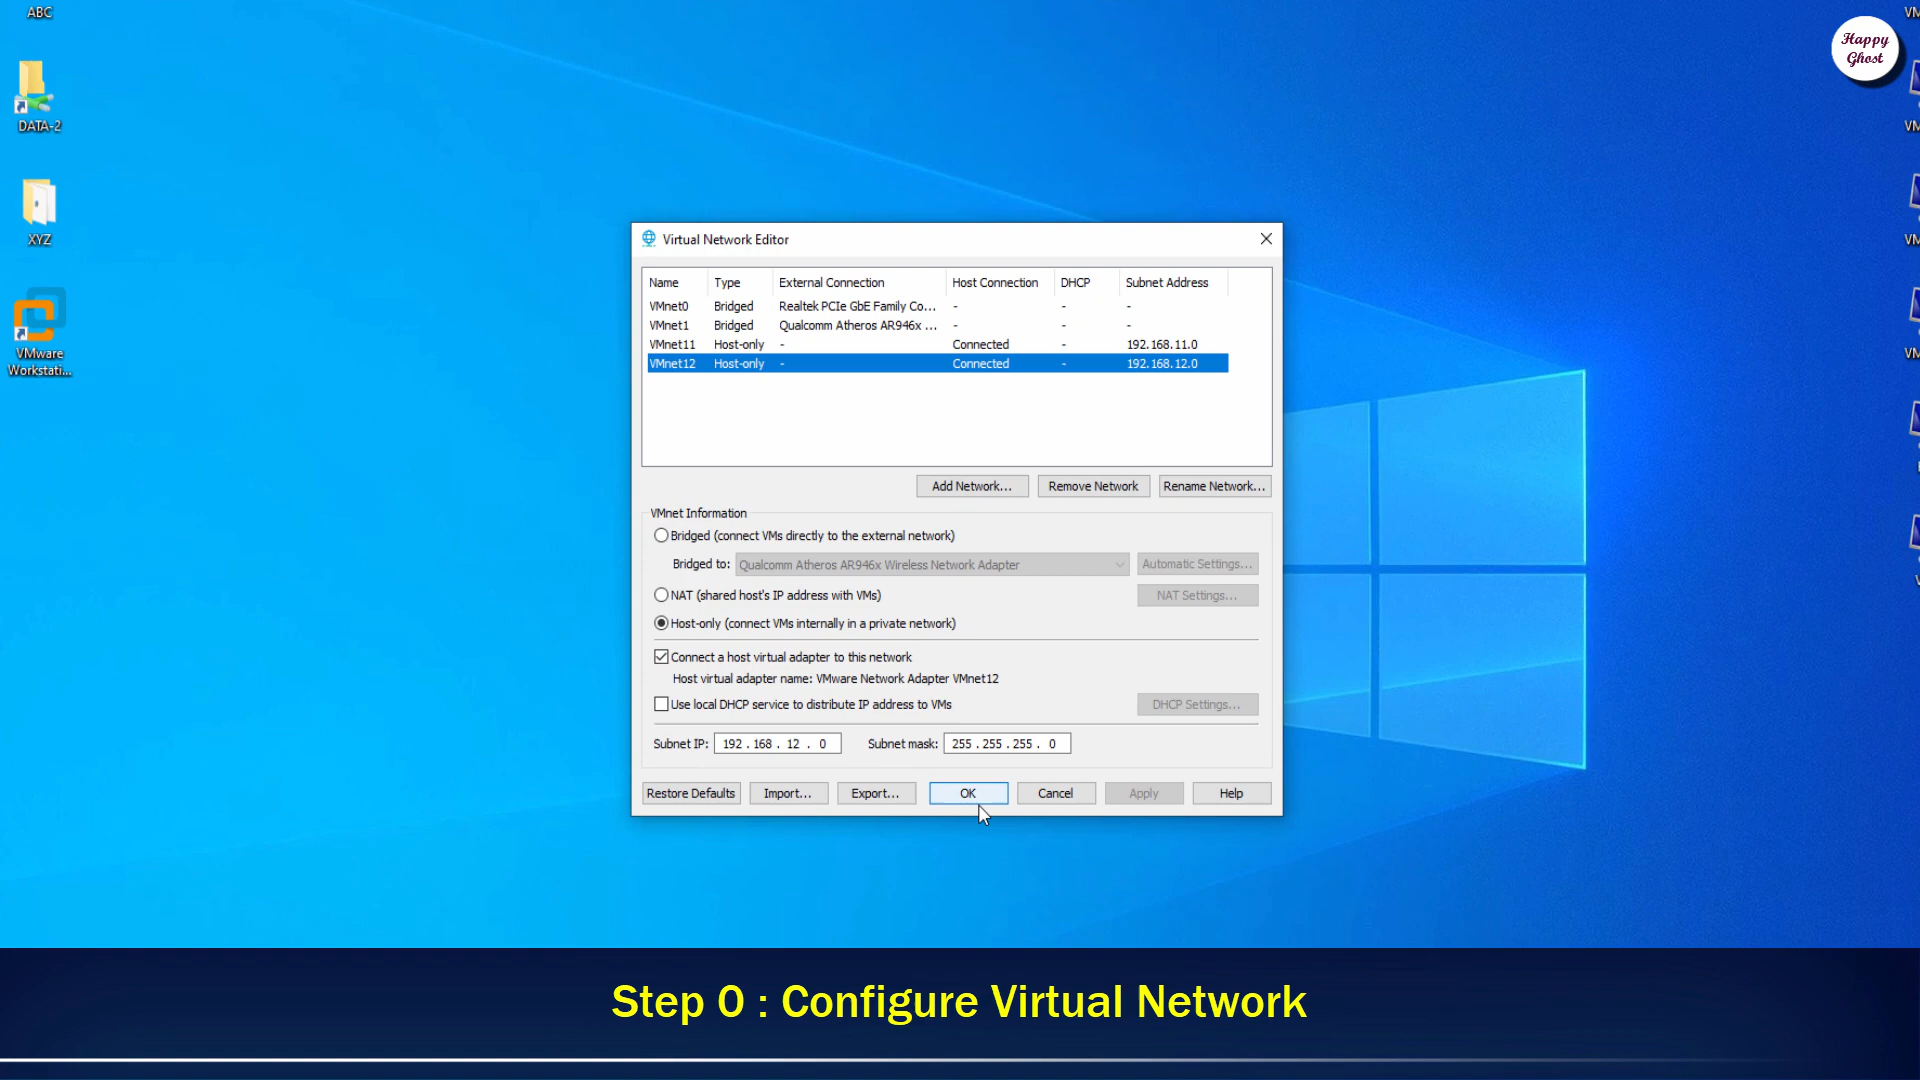 ABC
DATA-2
XYZ
VMware
Workstati...
Happy
Ghost
Virtual Network Editor
Name Type External Connection Host Connection DHCP Subnet Address
VMnet0 Bridged Realtek PCIe GbE Family Co... - - -
VMnet1 Bridged Qualcomm Atheros AR946x ... - - -
VMnet11 Host-only - Connected - 192.168.11.0
VMnet12 Host-only - Connected - 192.168.12.0
Add Network... Remove Network Rename Network...
VMnet Information
Bridged (connect VMs directly to the external network)
Bridged to: Qualcomm Atheros AR946x Wireless Network Adapter Automatic Settings...
NAT (shared host's IP address with VMs) NAT Settings...
Host-only (connect VMs internally in a private network)
Connect a host virtual adapter to this network
Host virtual adapter name: VMware Network Adapter VMnet12
Use local DHCP service to distribute IP address to VMs DHCP Settings...
Subnet IP: 192 . 168 . 12 . 0 Subnet mask: 255 . 255 . 255 . 0
Restore Defaults Import... Export... OK Cancel Apply Help
Step 0 : Configure Virtual Network